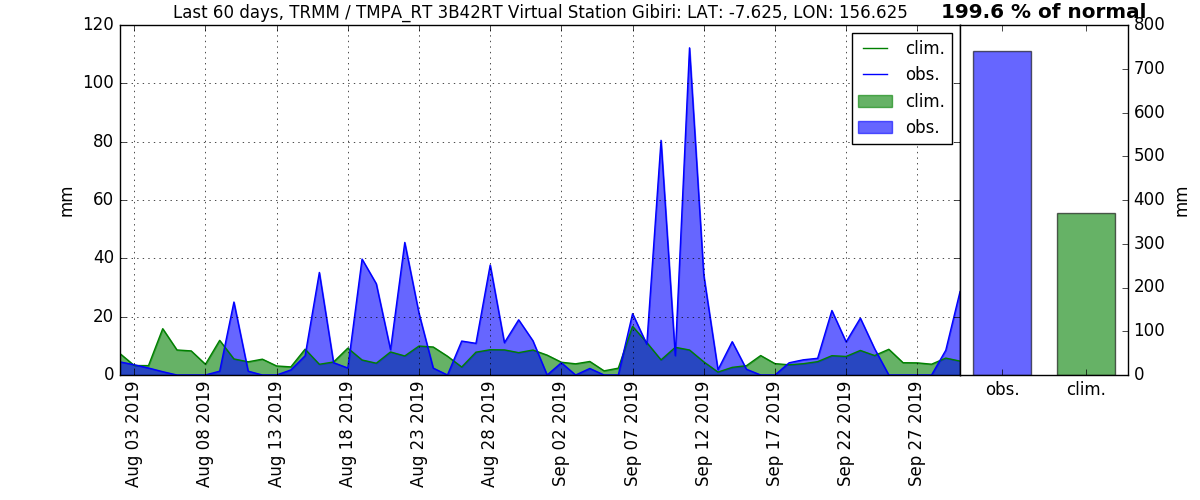 Last 60 days, TRMM / TMPA_RT 3B42RT Virtual Station Gibiri: LAT: -7.625, LON: 156.625
199.6 % of normal
120
100
80
60
40
20
0
mm
clim.
obs.
clim.
obs.
Aug 03 2019
Aug 08 2019
Aug 13 2019
Aug 18 2019
Aug 23 2019
Aug 28 2019
Sep 02 2019
Sep 07 2019
Sep 12 2019
Sep 17 2019
Sep 22 2019
Sep 27 2019
800
700
600
500
400
300
200
100
0
mm
obs.
clim.